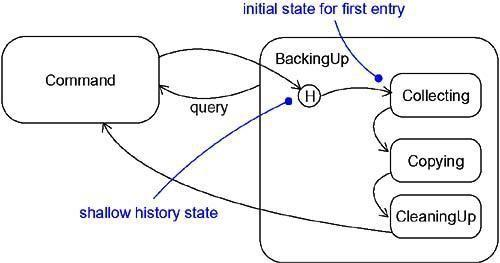 initial state for first entry
BackingUp
Command
H
Collecting
query
Copying
shallow history state
CleaningUp